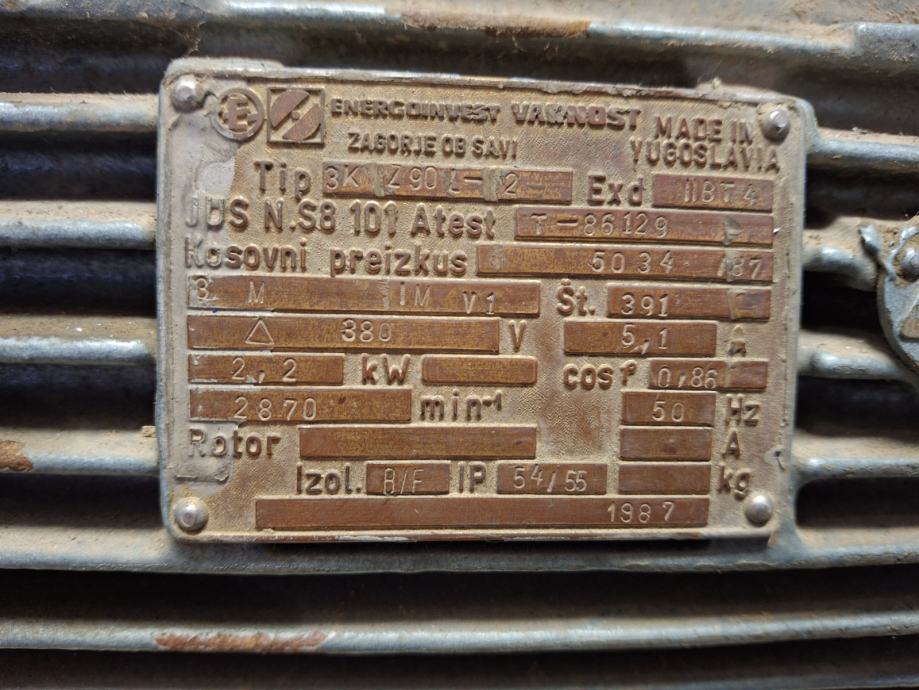 E ENERGOINVEST VARNOST MADE IN
ZAGORJE OB SAVI YUGOSLAVIA
Tip 3K Z90L-2 Exd IIBT4
JUS N.S8 101 Atest T-86129
Kosovni preizkus 5034 /87
3 M IM V1 Št. 391
△ 380 V 5,1 A
2,2 kW cos φ 0,86
2870 min-1 50 Hz
Rotor A
Izol. B/F IP 54/55 kg
1987